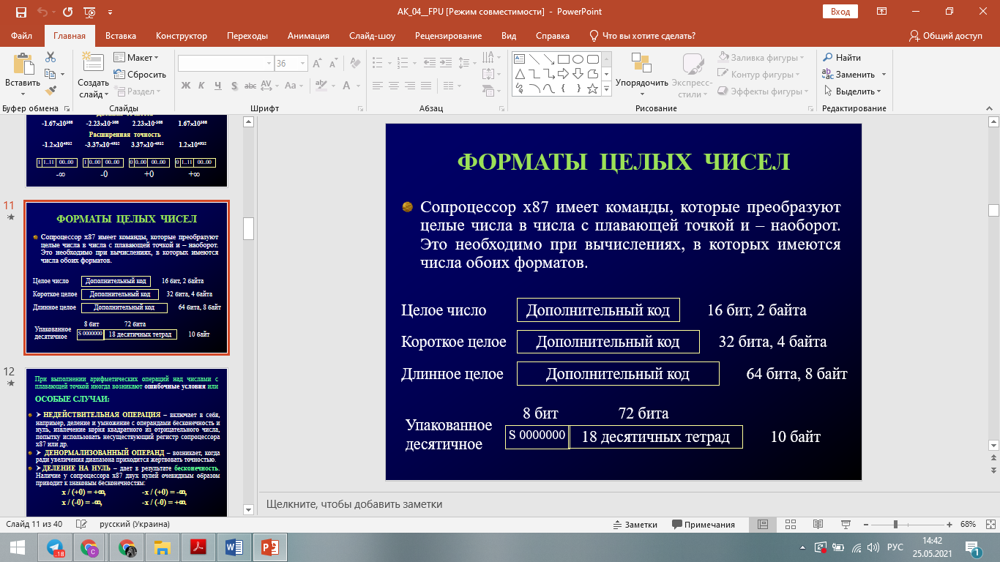 AK_04__FPU [Режим совместимости] - PowerPoint
Вход
Файл Главная Вставка Конструктор Переходы Анимация Слайд-шоу Рецензирование Вид Справка Что вы хотите сделать? Общий доступ
Вставить
Буфер обмена
Создать слайд
Макет
Сбросить
Раздел
Слайды
36
Ж К Ч S abc AV Aa A
Шрифт
Абзац
Упорядочить
Экспресс-стили
Заливка фигуры
Контур фигуры
Эффекты фигуры
Рисование
Найти
Заменить
Выделить
Редактирование
-1.67x10³⁰⁸ -2.23x10⁻³⁰⁸ 2.23x10⁻³⁰⁸ 1.67x10³⁰⁸
Расширенная точность
-1.2x10⁴⁹³² -3.37x10⁻⁴⁹³² 3.37x10⁻⁴⁹³² 1.2x10⁴⁹³²
1 1..11 00..00 1 0..00 00..00 0 0..00 00..00 0 1..11 00..00
-∞ -0 +0 +∞
11
ФОРМАТЫ ЦЕЛЫХ ЧИСЕЛ
Сопроцессор x87 имеет команды, которые преобразуют
целые числа в числа с плавающей точкой и – наоборот.
Это необходимо при вычислениях, в которых имеются
числа обоих форматов.
Целое число Дополнительный код 16 бит, 2 байта
Короткое целое Дополнительный код 32 бита, 4 байта
Длинное целое Дополнительный код 64 бита, 8 байт
8 бит 72 бита
Упакованное
десятичное S 0000000 18 десятичных тетрад 10 байт
12
При выполнении арифметических операций над числами с
плавающей точкой иногда возникают ошибочные условия или
ОСОБЫЕ СЛУЧАИ:
➤ НЕДЕЙСТВИТЕЛЬНАЯ ОПЕРАЦИЯ – включает в себя,
например, деление и умножение с операндами бесконечность и
нуль, извлечение корня квадратного из отрицательного числа,
попытку использовать несуществующий регистр сопроцессора
x87 или др.
➤ ДЕНОРМАЛИЗОВАННЫЙ ОПЕРАНД – возникает, когда
ради увеличения диапазона приходится жертвовать точностью.
➤ ДЕЛЕНИЕ НА НУЛЬ – дает в результате бесконечность.
Наличие у сопроцессора x87 двух нулей очевидным образом
приводит к знаковым бесконечностям:
x / (+0) = +∞, -x / (+0) = -∞,
x / (-0) = -∞, -x / (-0) = +∞.
ФОРМАТЫ ЦЕЛЫХ ЧИСЕЛ
Сопроцессор x87 имеет команды, которые преобразуют
целые числа в числа с плавающей точкой и – наоборот.
Это необходимо при вычислениях, в которых имеются
числа обоих форматов.
Целое число Дополнительный код 16 бит, 2 байта
Короткое целое Дополнительный код 32 бита, 4 байта
Длинное целое Дополнительный код 64 бита, 8 байт
8 бит 72 бита
Упакованное
десятичное S 0000000 18 десятичных тетрад 10 байт
Щелкните, чтобы добавить заметки
Слайд 11 из 40 русский (Украина) Заметки Примечания 68%
..18 C РУС 14:42
25.05.2021 1